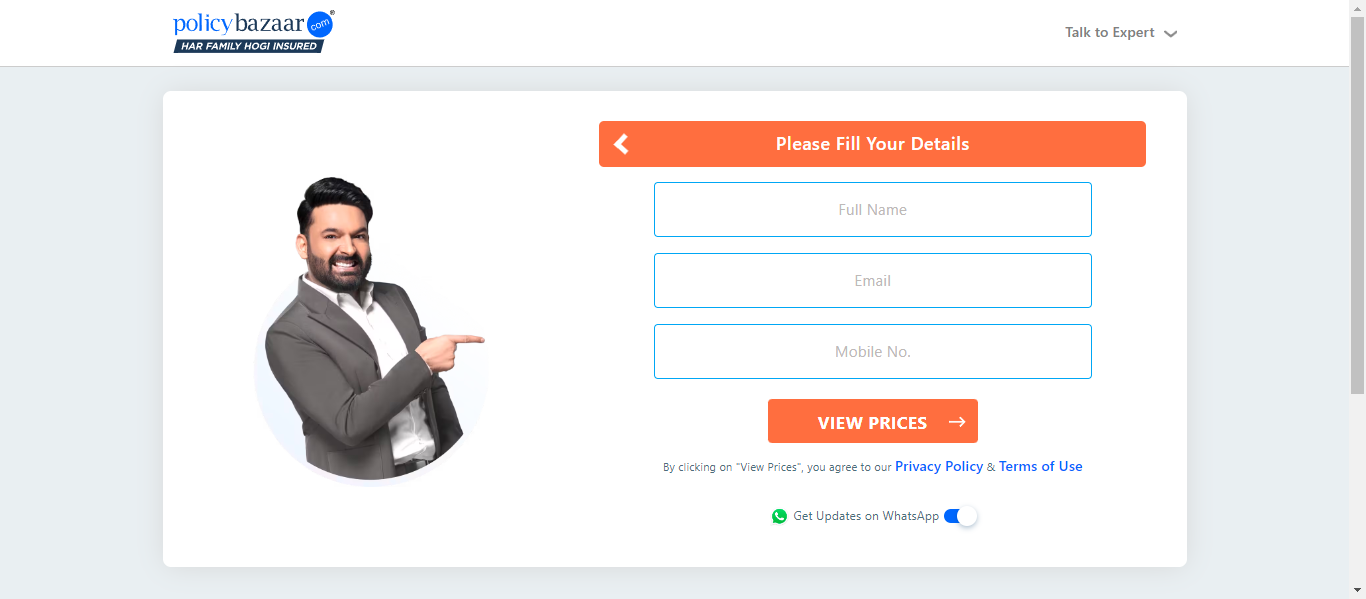 policybazaar.com®
HAR FAMILY HOGI INSURED
Talk to Expert
Please Fill Your Details
Full Name
Email
Mobile No.
VIEW PRICES →
By clicking on "View Prices", you agree to our Privacy Policy & Terms of Use
Get Updates on WhatsApp